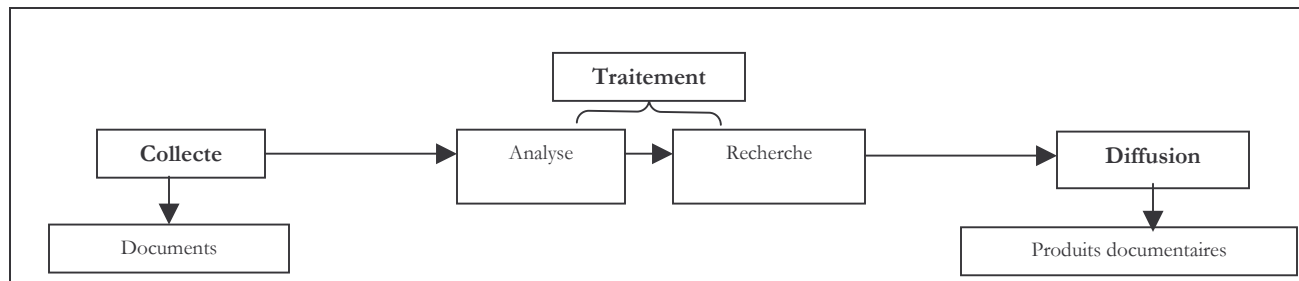 Traitement
Collecte
Analyse
Recherche
Diffusion
Documents
Produits documentaires